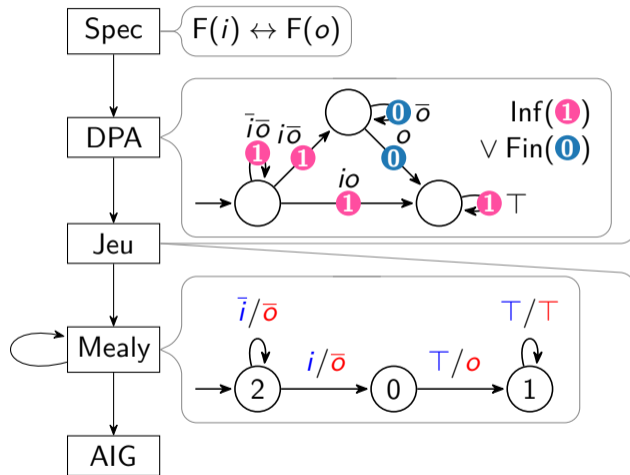 Spec
F(i) ↔ F(o)
DPA
i̅o̅
1
i o̅
1
0
o̅
o
0
io
1
1
⊤
Inf(1)
∨ Fin(0)
Jeu
Mealy
i̅/o̅
i/o̅
⊤/o
⊤/⊤
2
0
1
AIG